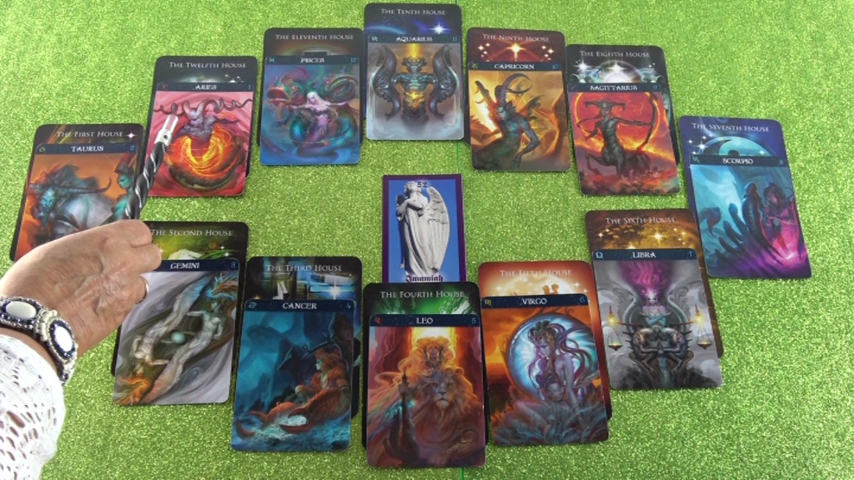 THE TENTH HOUSE
AQUARIUS
THE ELEVENTH HOUSE
PISCES
THE NINTH HOUSE
CAPRICORN
THE TWELFTH HOUSE
ARIES
THE EIGHTH HOUSE
SAGITTARIUS
THE FIRST HOUSE
TAURUS
THE SEVENTH HOUSE
SCORPIO
THE SECOND HOUSE
GEMINI
THE THIRD HOUSE
CANCER
THE FOURTH HOUSE
LEO
THE FIFTH HOUSE
VIRGO
THE SIXTH HOUSE
LIBRA
52
Imamiah